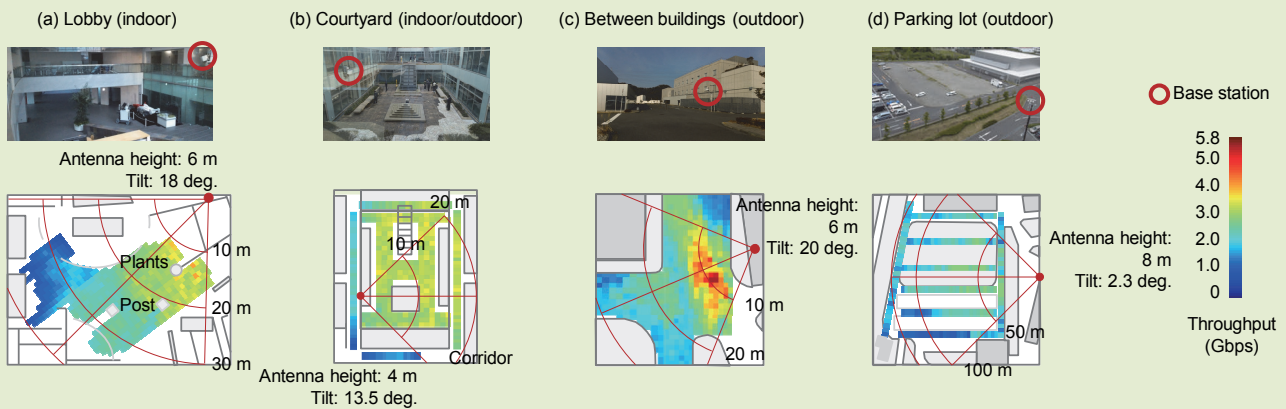 (a) Lobby (indoor)
(b) Courtyard (indoor/outdoor)
(c) Between buildings (outdoor)
(d) Parking lot (outdoor)
Base station
Antenna height: 6 m
Tilt: 18 deg.
Plants
Post
10 m
20 m
30 m
20 m
10 m
Corridor
Antenna height: 4 m
Tilt: 13.5 deg.
Antenna height:
6 m
Tilt: 20 deg.
10 m
20 m
Antenna height:
8 m
Tilt: 2.3 deg.
50 m
100 m
5.8
5.0
4.0
3.0
2.0
1.0
0
Throughput
(Gbps)